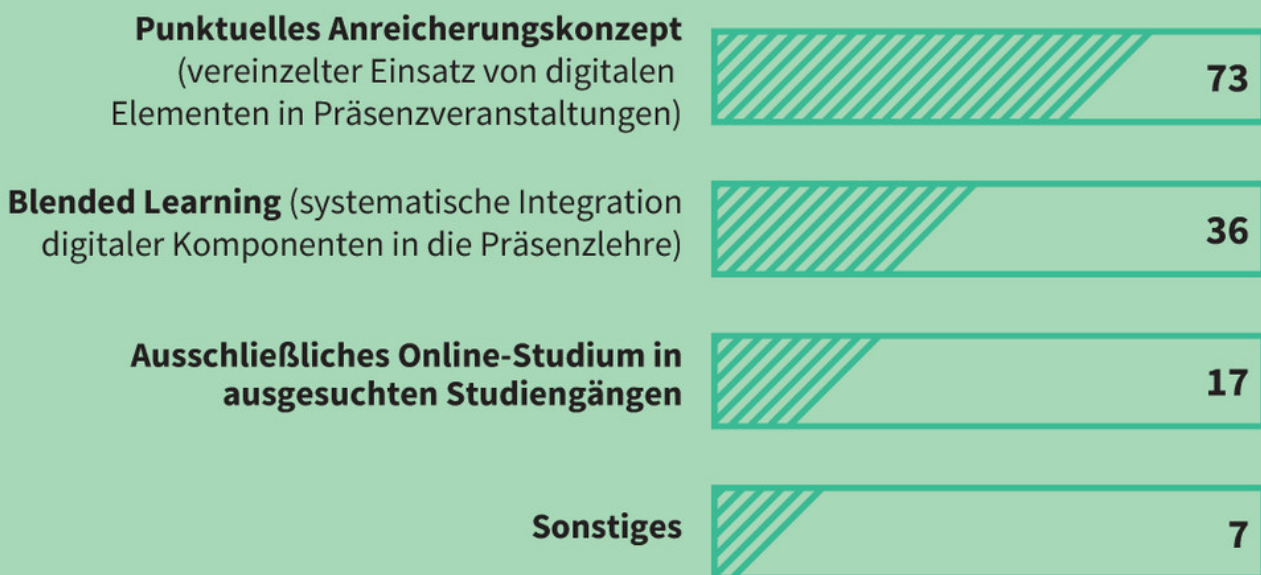 Punktuelles Anreicherungskonzept
(vereinzelter Einsatz von digitalen
Elementen in Präsenzveranstaltungen)
73
Blended Learning (systematische Integration
digitaler Komponenten in die Präsenzlehre)
36
Ausschließliches Online-Studium in
ausgesuchten Studiengängen
17
Sonstiges
7